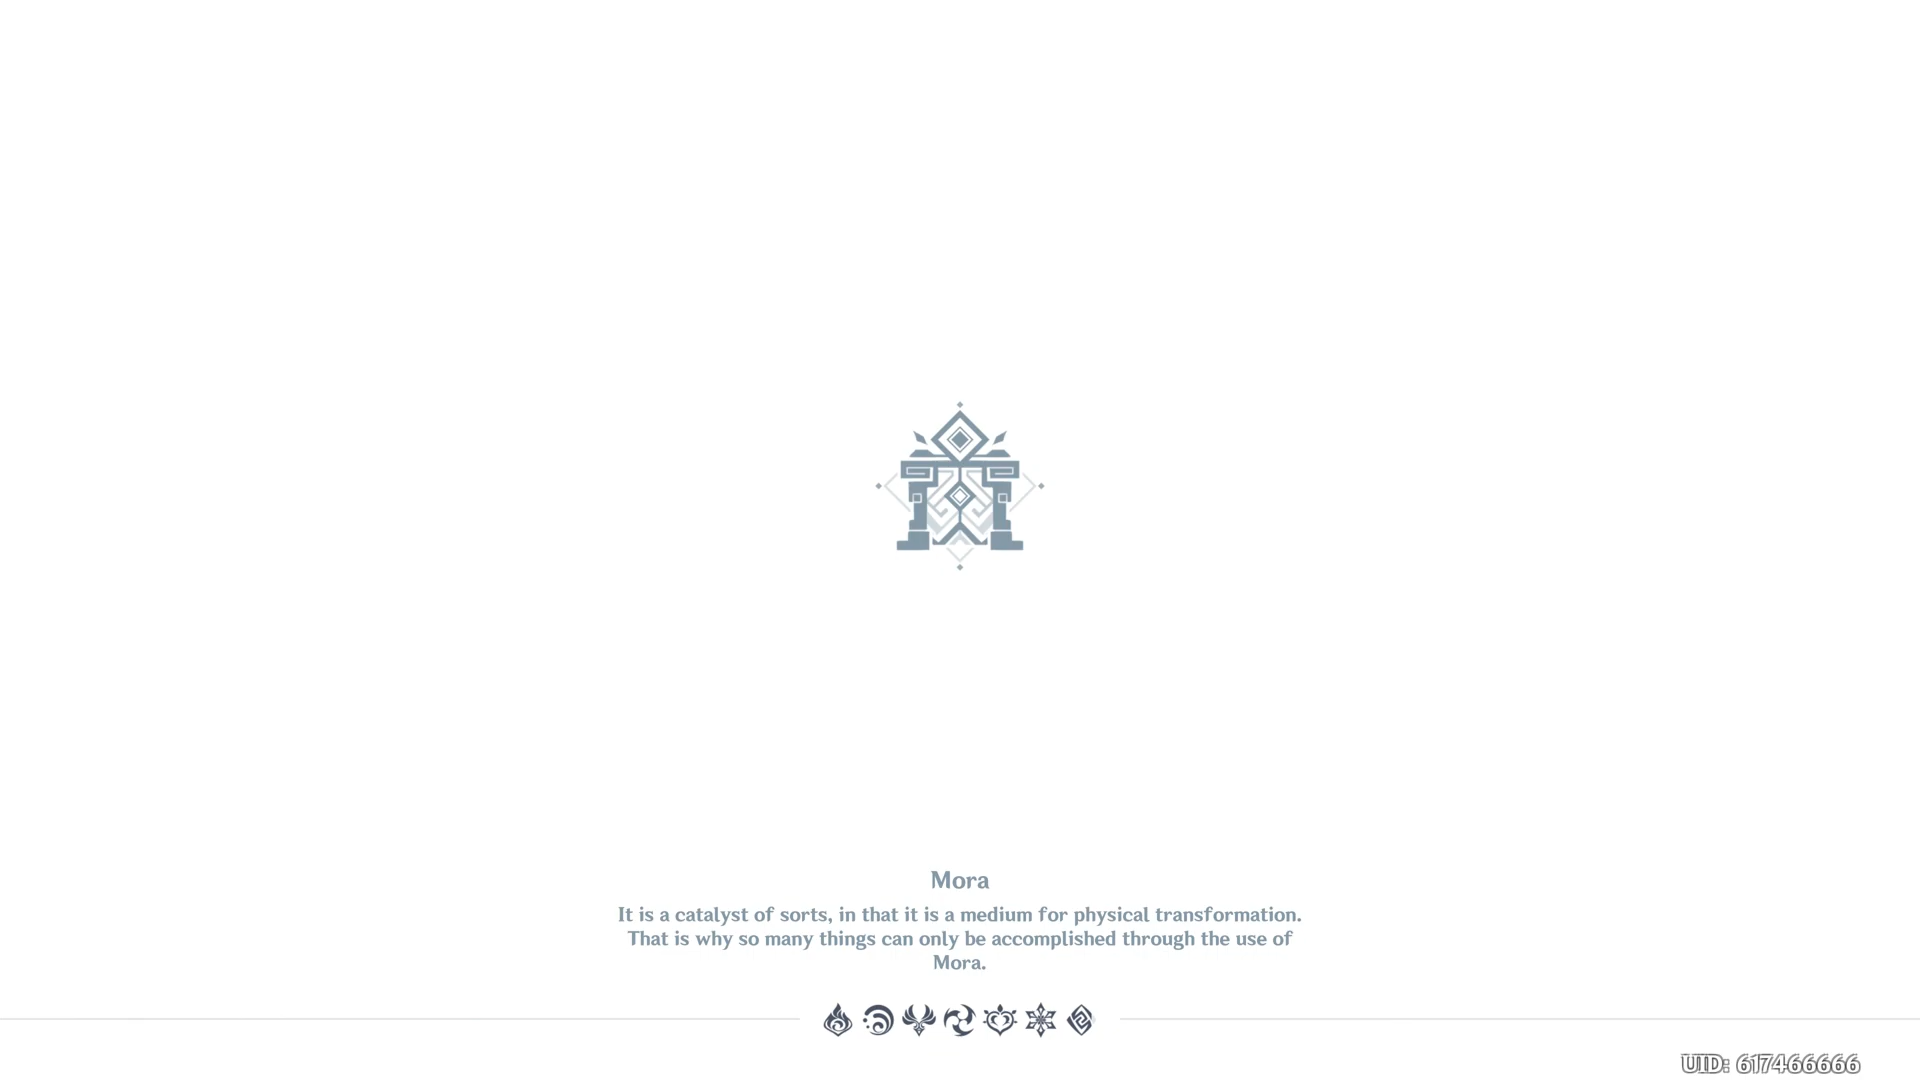 Mora
It is a catalyst of sorts, in that it is a medium for physical transformation.
That is why so many things can only be accomplished through the use of
Mora.
UID: 617466666